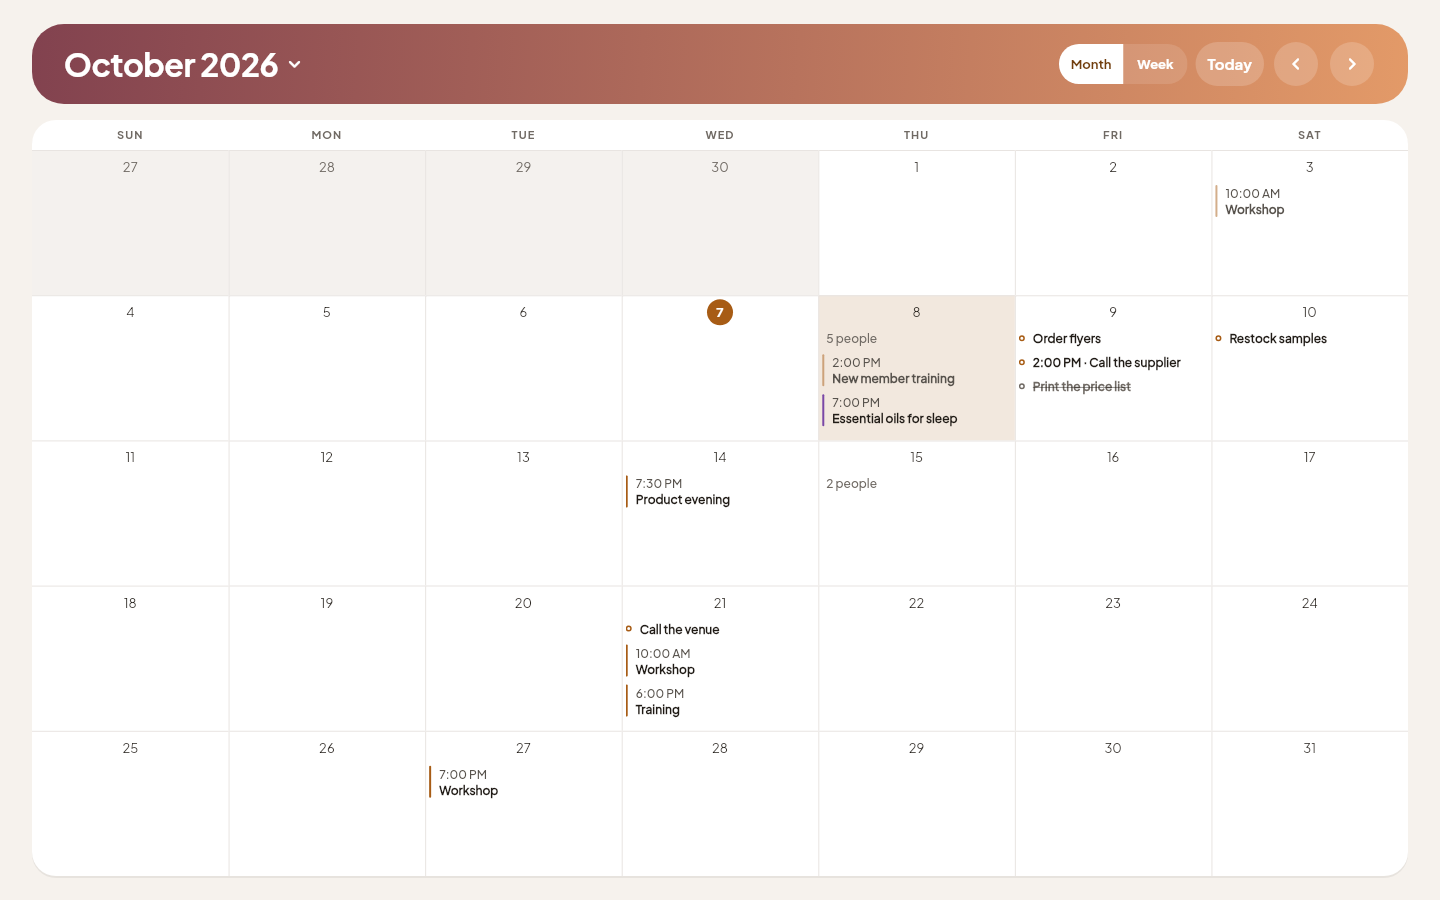 October 2026
Month
Week
Today
SUN
MON
TUE
WED
THU
FRI
SAT
27
28
29
30
1
2
3
10:00 AM
Workshop
4
5
6
7
8
5 people
2:00 PM
New member training
7:00 PM
Essential oils for sleep
9
Order flyers
2:00 PM · Call the supplier
Print the price list
10
Restock samples
11
12
13
14
7:30 PM
Product evening
15
2 people
16
17
18
19
20
21
Call the venue
10:00 AM
Workshop
6:00 PM
Training
22
23
24
25
26
27
7:00 PM
Workshop
28
29
30
31